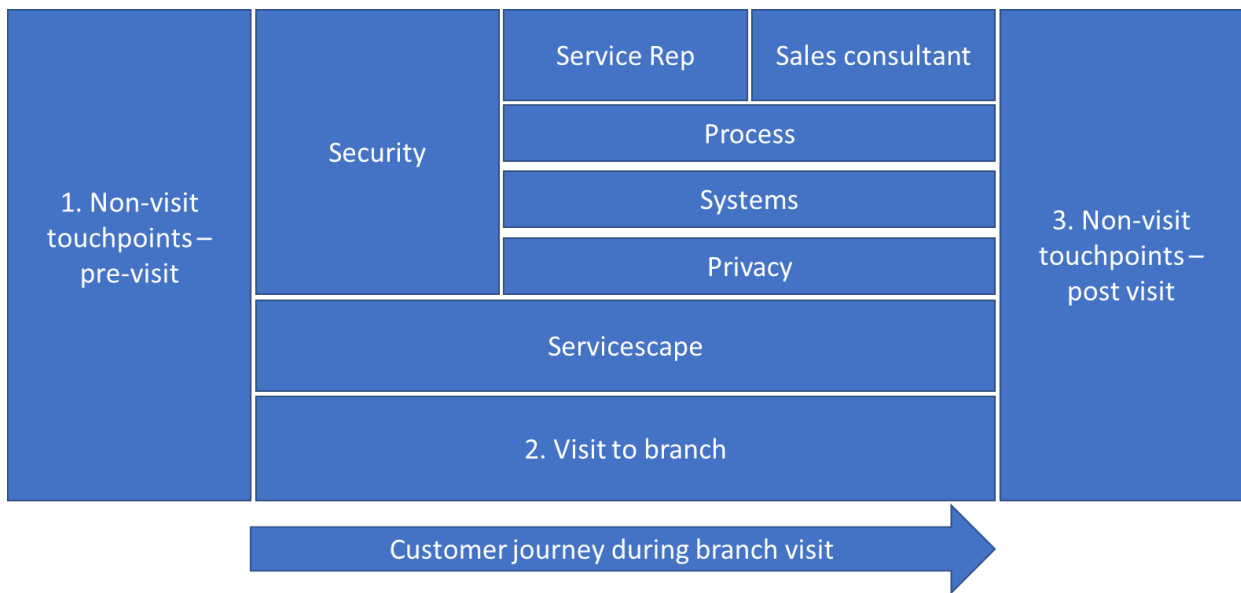 1. Non-visit
touchpoints –
pre-visit
Security
Service Rep
Sales consultant
Process
Systems
Privacy
Servicescape
2. Visit to branch
3. Non-visit
touchpoints –
post visit
Customer journey during branch visit